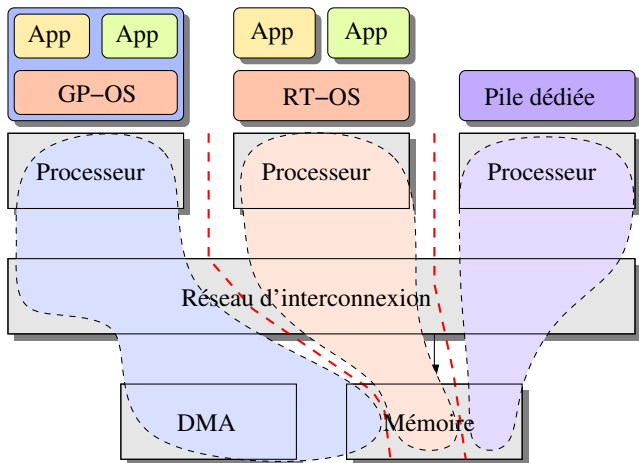 App App App App
GP–OS RT–OS Pile dédiée
Processeur Processeur Processeur
Réseau d'interconnexion
DMA Mémoire